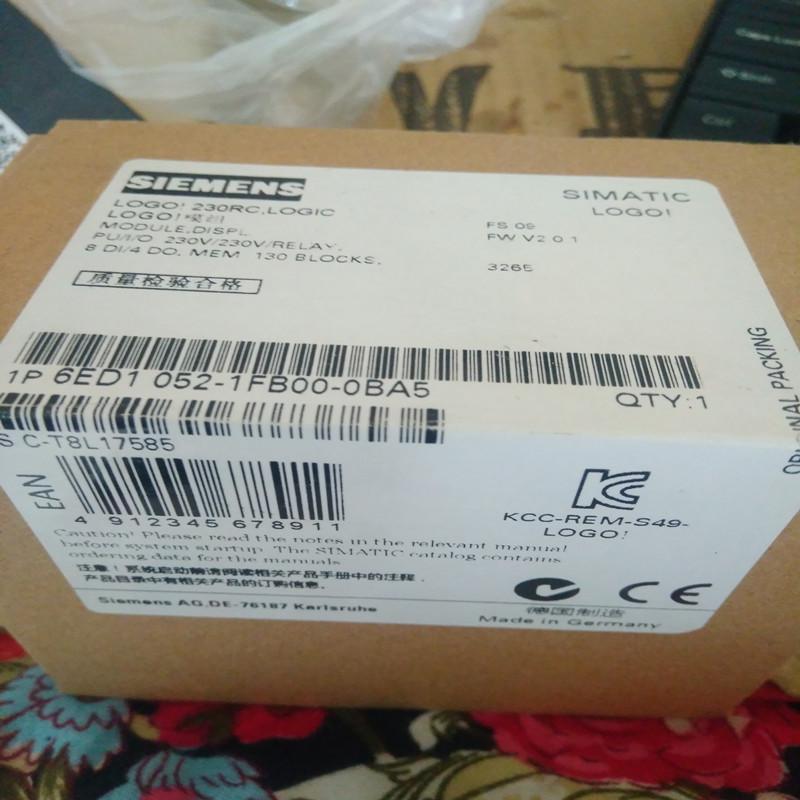 SIEMENS
SIMATIC
LOGO!
LOGO! 230RC,LOGIC
LOGO!模组
MODULE,DISPL
PU/I/O 230V/230V/RELAY,
8 DI/4 DO, MEM 130 BLOCKS,
FS 09
FW V2 0 1
3265
质量检验合格
1P 6ED1 052-1FB00-0BA5
QTY:1
S C-T8L17585
EAN
4 912345 678911
KCC-REM-S49-
LOGO!
Caution! Please read the notes in the relevant manual
before system startup. The SIMATIC catalog contains
ordering data for the manuals
注意！系统启动前请阅读相关产品手册中的注释.
产品目录中有相关产品的订购信息.
CE
Siemens AG,DE-76187 Karlsruhe
德国制造
Made in Germany
PACKING
Caps Lock
Ctrl